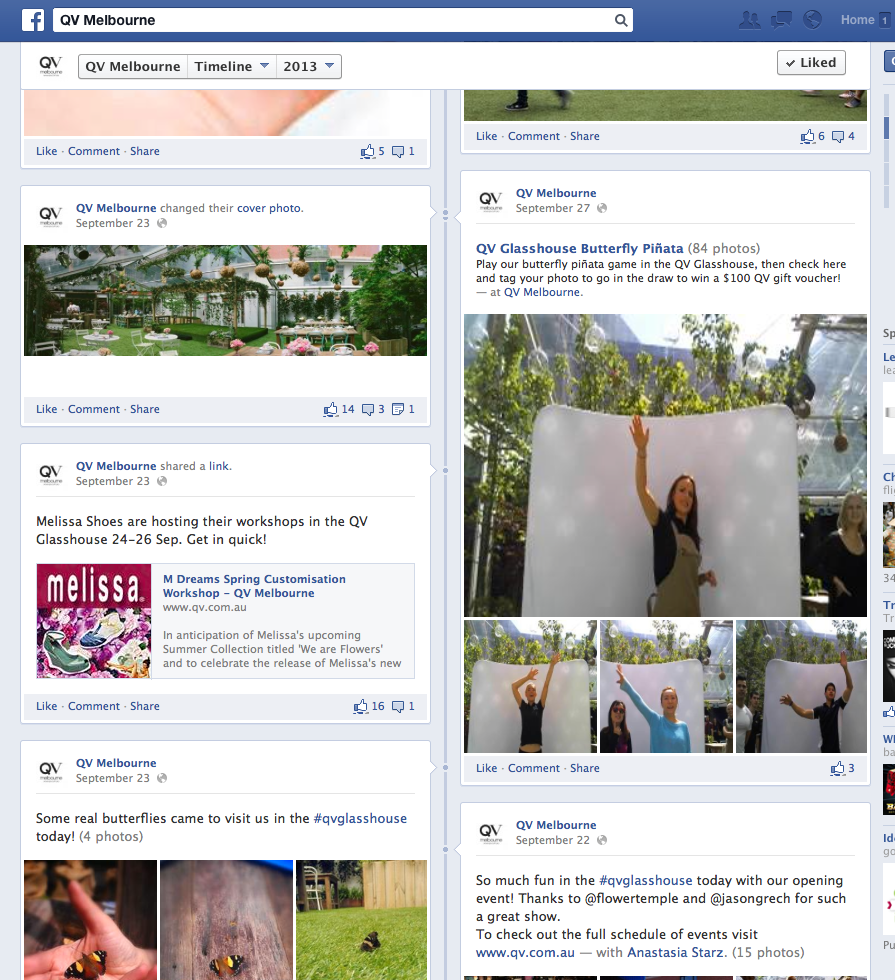 QV Melbourne
Home 1
QV Melbourne Timeline 2013
Liked
Like · Comment · Share 5 1
QV Melbourne changed their cover photo.
September 23
Like · Comment · Share 14 3 1
QV Melbourne shared a link.
September 23
Melissa Shoes are hosting their workshops in the QV
Glasshouse 24-26 Sep. Get in quick!
melissa
M Dreams Spring Customisation
Workshop – QV Melbourne
www.qv.com.au
In anticipation of Melissa's upcoming
Summer Collection titled 'We are Flowers'
and to celebrate the release of Melissa's new
Like · Comment · Share 16 1
QV Melbourne
September 23
Some real butterflies came to visit us in the #qvglasshouse
today! (4 photos)
Like · Comment · Share 6 4
QV Melbourne
September 27
QV Glasshouse Butterfly Piñata (84 photos)
Play our butterfly piñata game in the QV Glasshouse, then check here
and tag your photo to go in the draw to win a $100 QV gift voucher!
— at QV Melbourne.
Like · Comment · Share 3
QV Melbourne
September 22
So much fun in the #qvglasshouse today with our opening
event! Thanks to @flowertemple and @jasongrech for such
a great show.
To check out the full schedule of events visit
www.qv.com.au — with Anastasia Starz. (15 photos)
Sp
Le
lea
Ch
fli
34
Tr
Tr
Wl
ba
Id
go
Pu